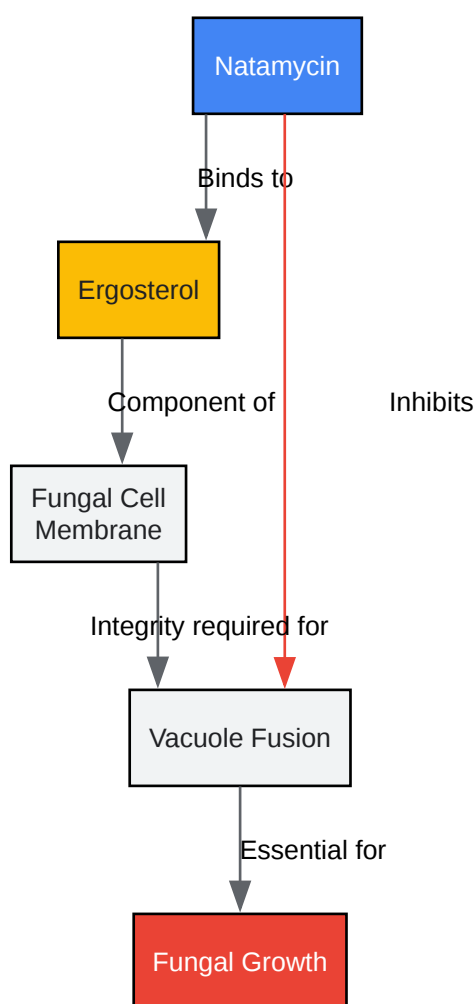 Natamycin
Binds to
Ergosterol
Component of
Inhibits
Fungal Cell
Membrane
Integrity required for
Vacuole Fusion
Essential for
Fungal Growth